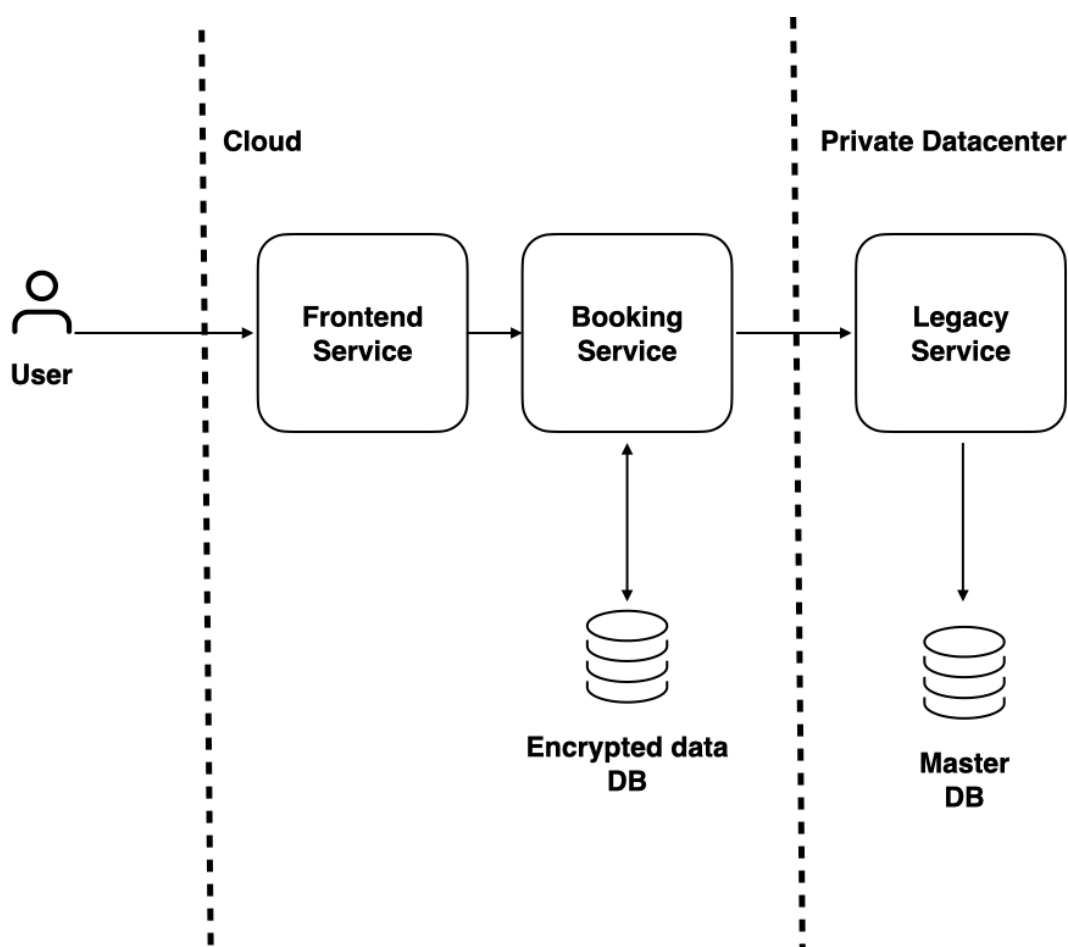 Cloud
Private Datacenter
User
Frontend
Service
Booking
Service
Legacy
Service
Encrypted data
DB
Master
DB